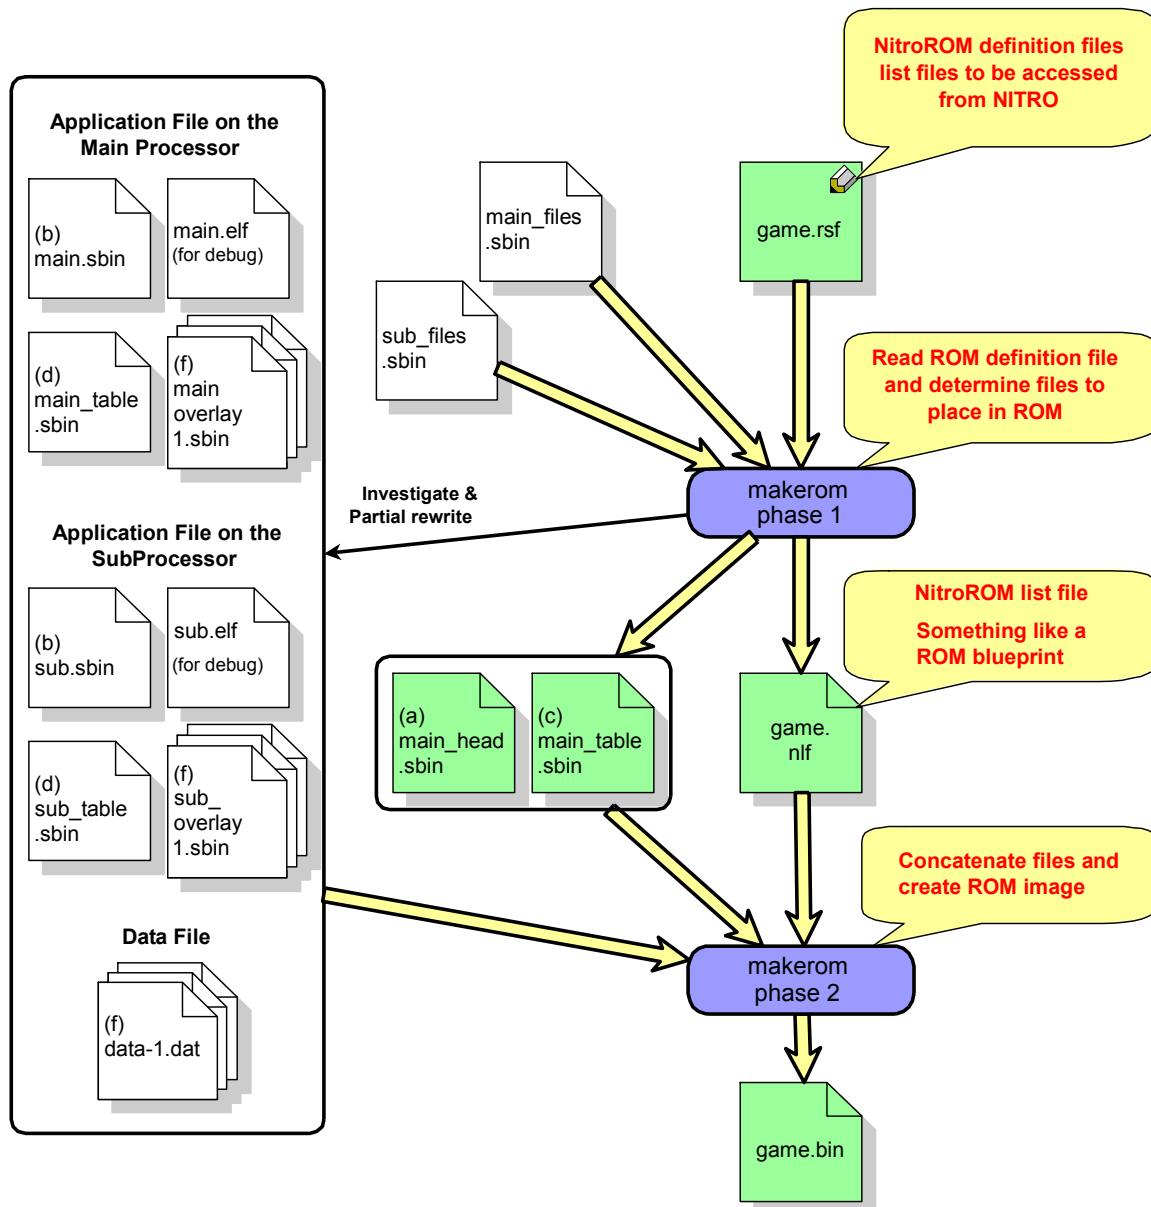 NitroROM definition files
list files to be accessed
from NITRO
Application File on the
Main Processor
(b)
main.sbin
main.elf
(for debug)
main_files
.sbin
game.rsf
sub_files
.sbin
(d)
main_table
.sbin
(f)
main
overlay
1.sbin
Read ROM definition file
and determine files to
place in ROM
makerom
phase 1
Investigate &
Partial rewrite
Application File on the
SubProcessor
(b)
sub.sbin
sub.elf
(for debug)
NitroROM list file
Something like a
ROM blueprint
(a)
main_head
.sbin
(c)
main_table
.sbin
game.
nlf
(d)
sub_table
.sbin
(f)
sub_
overlay
1.sbin
Concatenate files and
create ROM image
Data File
(f)
data-1.dat
makerom
phase 2
game.bin